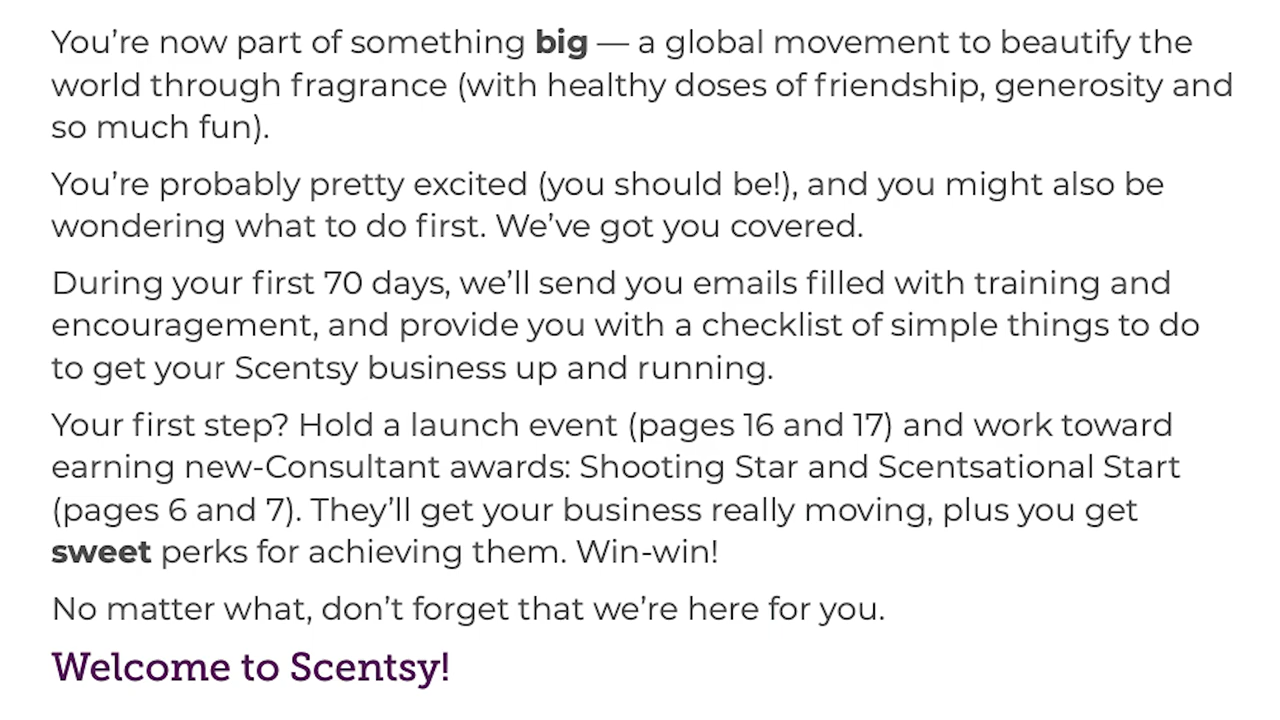 You’re now part of something big — a global movement to beautify the
world through fragrance (with healthy doses of friendship, generosity and
so much fun).
You’re probably pretty excited (you should be!), and you might also be
wondering what to do first. We’ve got you covered.
During your first 70 days, we’ll send you emails filled with training and
encouragement, and provide you with a checklist of simple things to do
to get your Scentsy business up and running.
Your first step? Hold a launch event (pages 16 and 17) and work toward
earning new-Consultant awards: Shooting Star and Scentsational Start
(pages 6 and 7). They’ll get your business really moving, plus you get
sweet perks for achieving them. Win-win!
No matter what, don’t forget that we’re here for you.
Welcome to Scentsy!